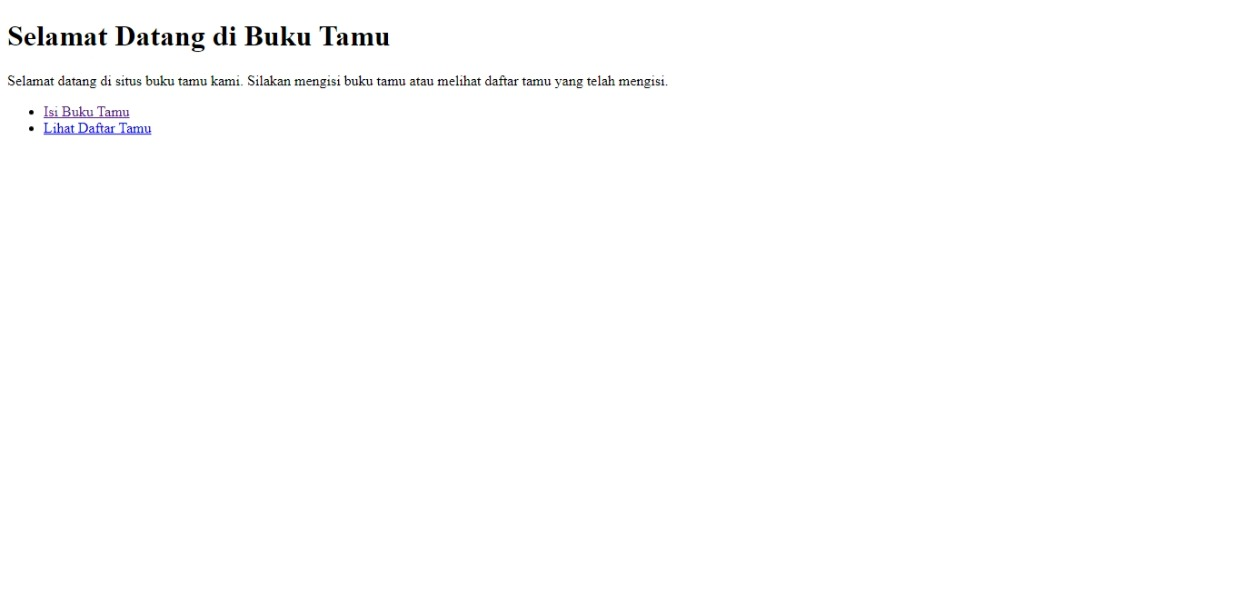 Selamat Datang di Buku Tamu
Selamat datang di situs buku tamu kami. Silakan mengisi buku tamu atau melihat daftar tamu yang telah mengisi.
Isi Buku Tamu
Lihat Daftar Tamu